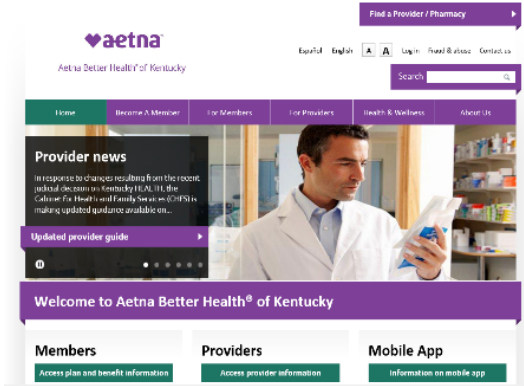 Find a Provider / Pharmacy
aetna™
Español English A A Log in Fraud & abuse Contact us
Aetna Better Health® of Kentucky
Search
Home Become A Member For Members For Providers Health & Wellness About Us
Provider news
In response to changes resulting from the recent
judicial decision on Kentucky HEALTH, the
Cabinet for Health and Family Services (CHFS) is
making updated guidance available on...
Updated provider guide
Welcome to Aetna Better Health® of Kentucky
Members Providers Mobile App
Access plan and benefit information Access provider information Information on mobile app